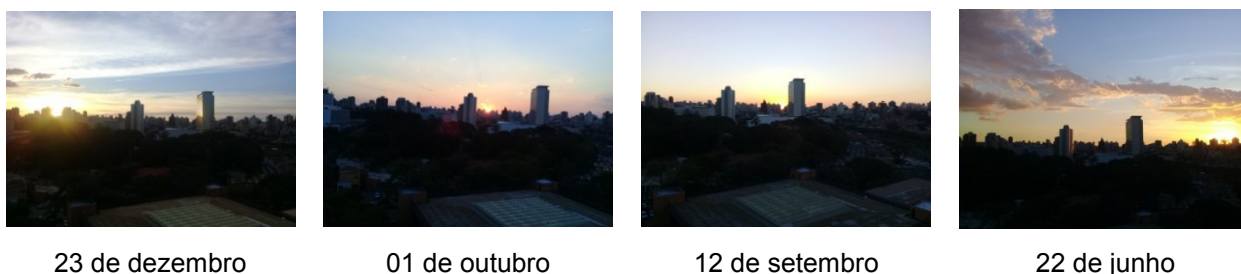 23 de dezembro
01 de outubro
12 de setembro
22 de junho